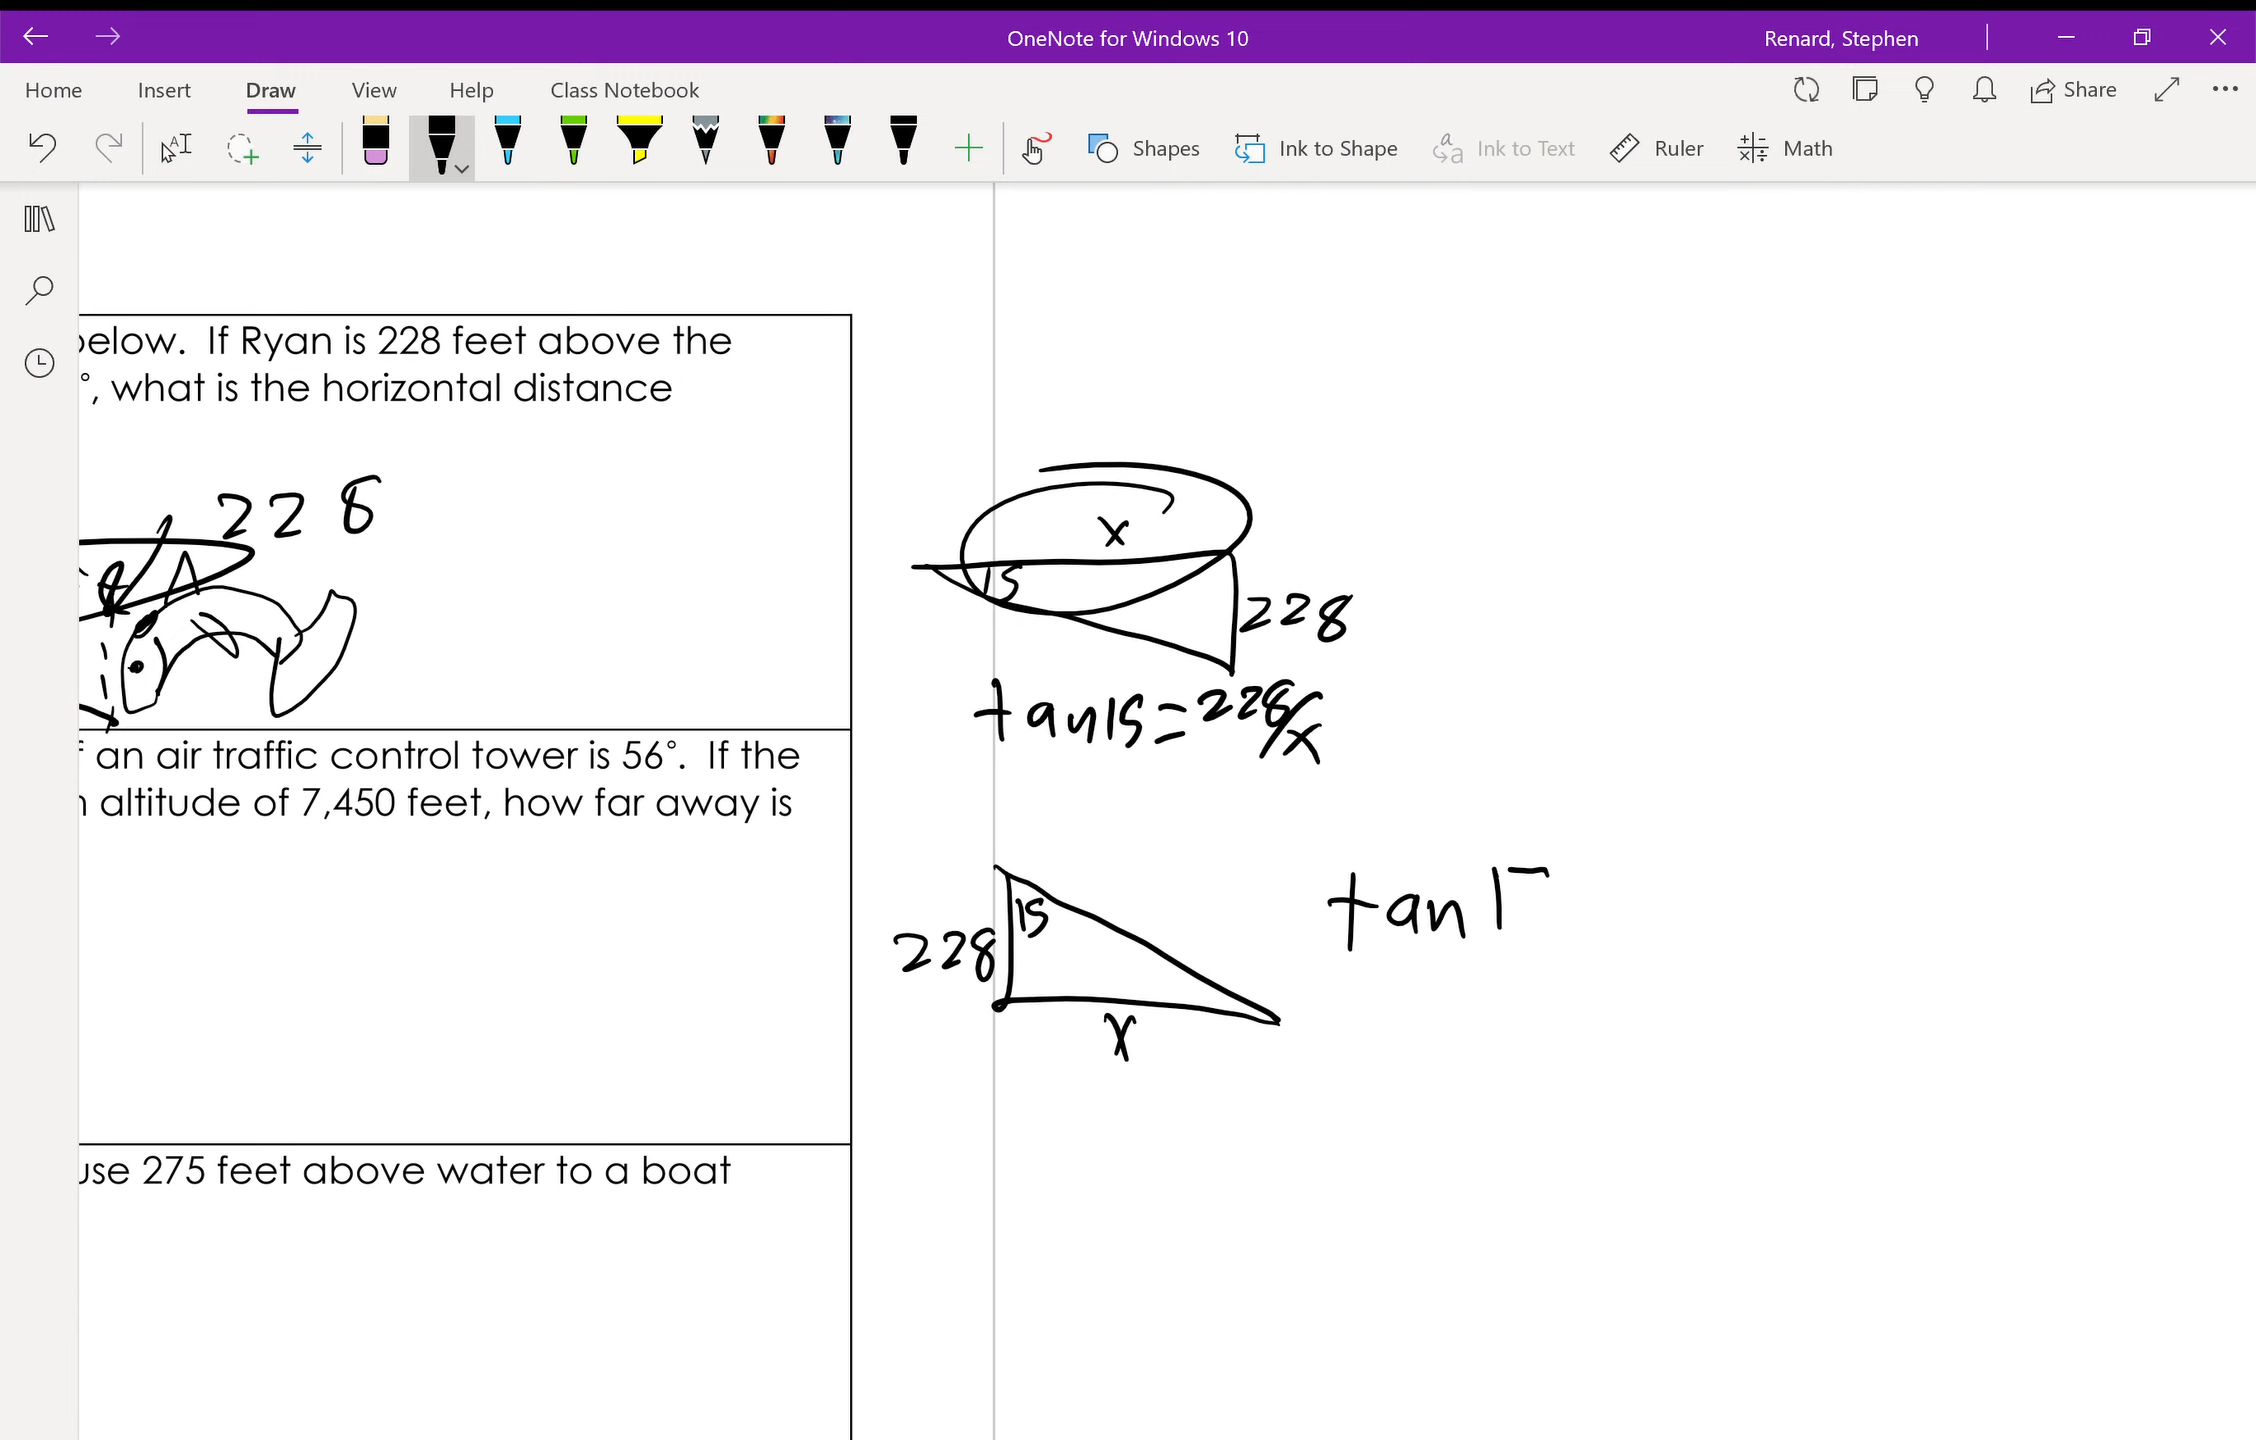 OneNote for Windows 10
Renard, Stephen
Home Insert Draw View Help Class Notebook
Share
Shapes Ink to Shape Ink to Text Ruler Math
below. If Ryan is 228 feet above the
°, what is the horizontal distance
228
x
15
228
tan15=228/x
f an air traffic control tower is 56°. If the
n altitude of 7,450 feet, how far away is
15
228
x
tan 1
use 275 feet above water to a boat